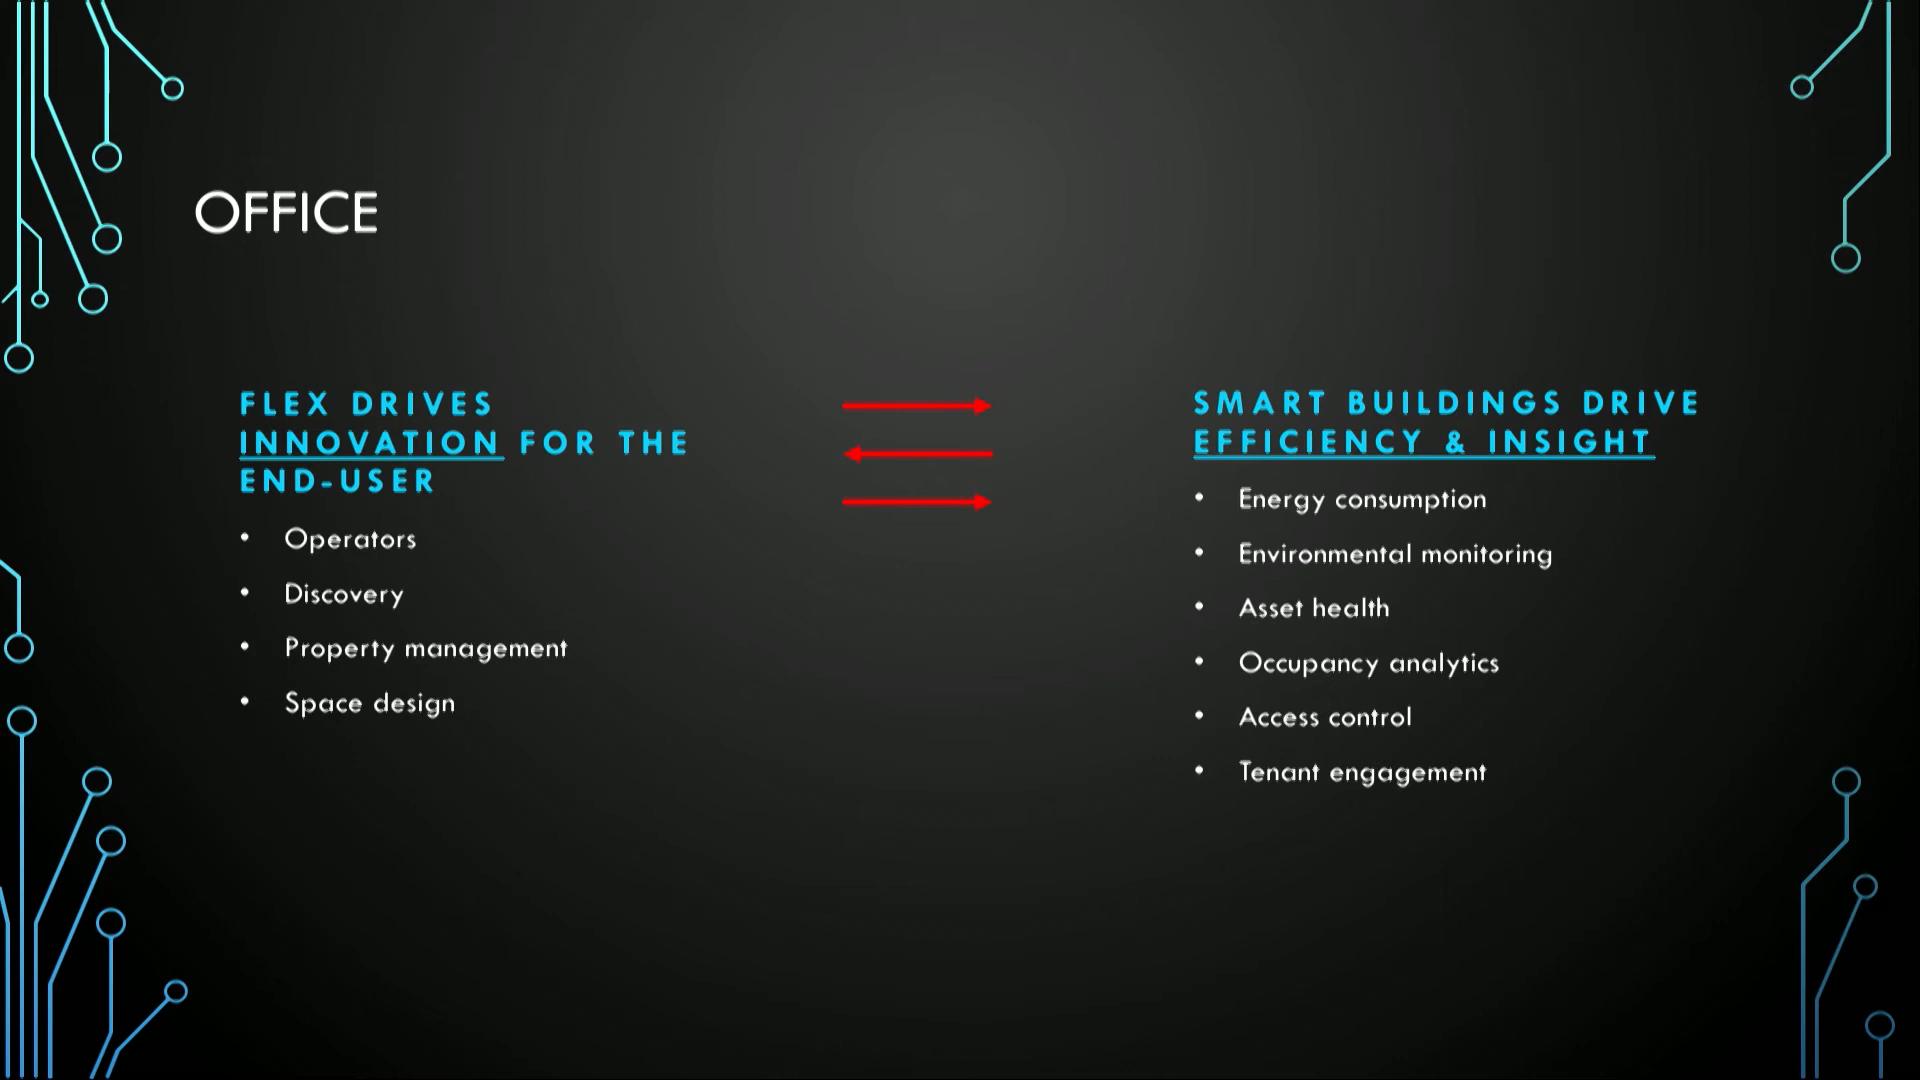 OFFICE
FLEX DRIVES
INNOVATION FOR THE
END-USER
• Operators
• Discovery
• Property management
• Space design
SMART BUILDINGS DRIVE
EFFICIENCY & INSIGHT
• Energy consumption
• Environmental monitoring
• Asset health
• Occupancy analytics
• Access control
• Tenant engagement